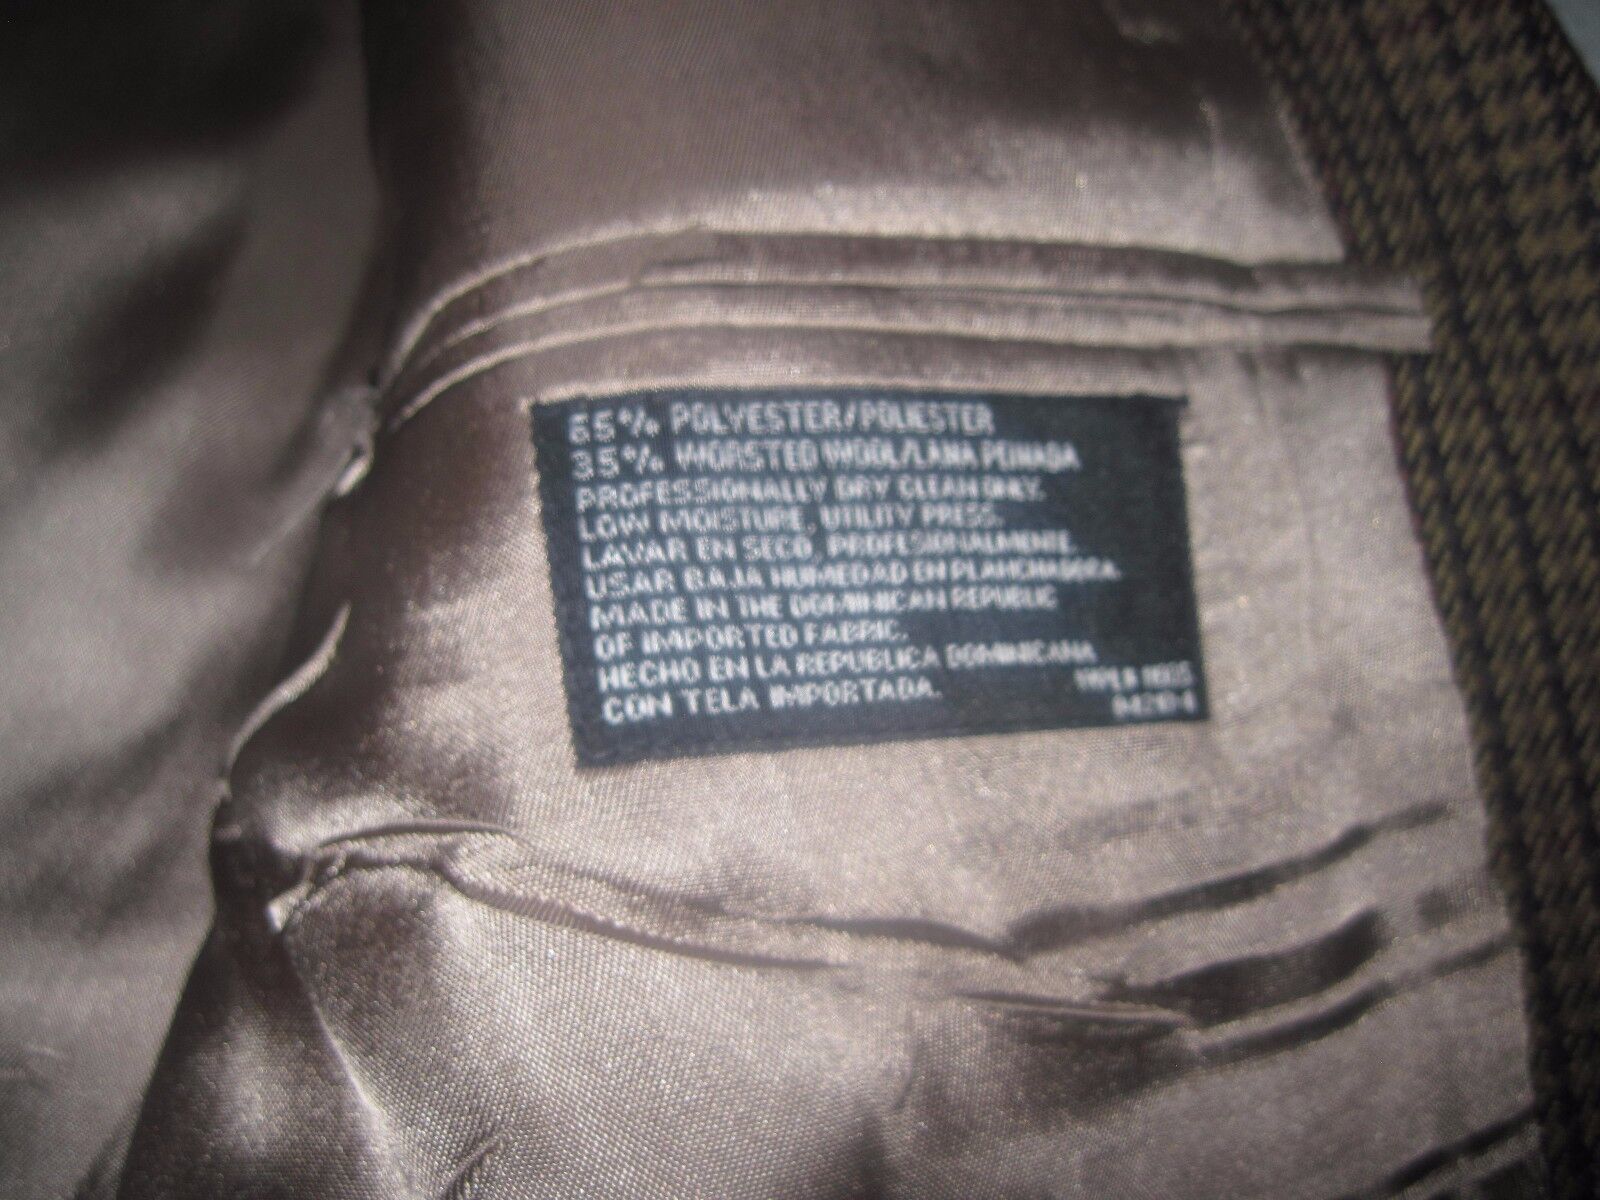 65% POLYESTER/POLIESTER
35% WORSTED WOOL/LANA PEINADA
PROFESSIONALLY DRY CLEAN ONLY.
LOW MOISTURE, UTILITY PRESS.
LAVAR EN SECO, PROFESIONALMENTE.
USAR BAJA HUMEDAD EN PLANCHADORA.
MADE IN THE DOMINICAN REPUBLIC
OF IMPORTED FABRIC.
HECHO EN LA REPUBLICA DOMINICANA
CON TELA IMPORTADA.